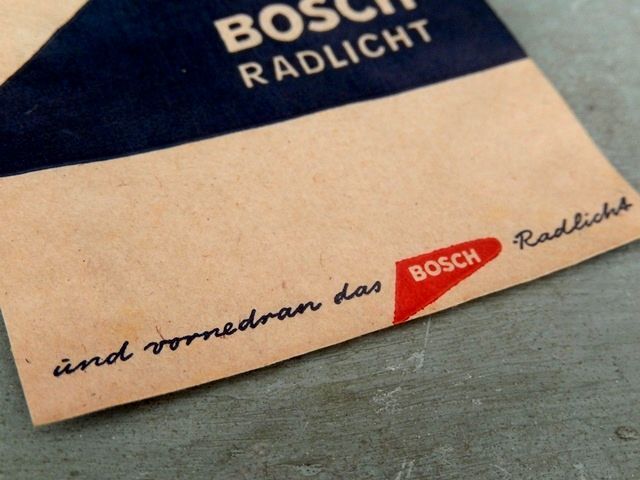 BOSCH
RADLICHT
und vornedran das BOSCH Radlicht